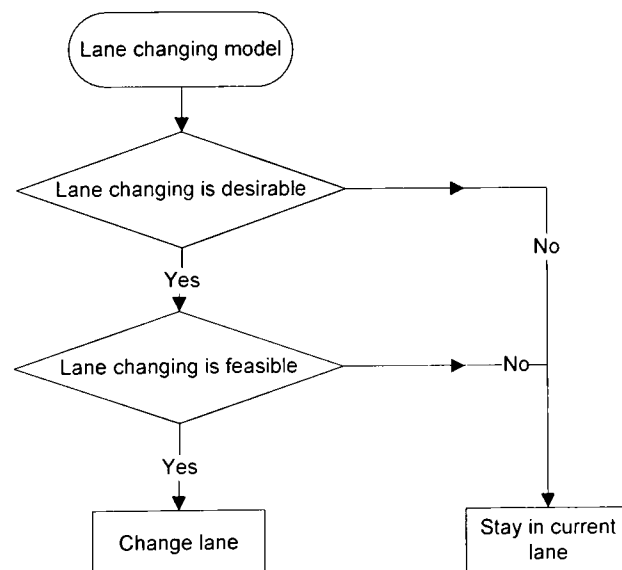 Lane changing model
Lane changing is desirable
No
Yes
Lane changing is feasible
No
Yes
Change lane
Stay in current
lane